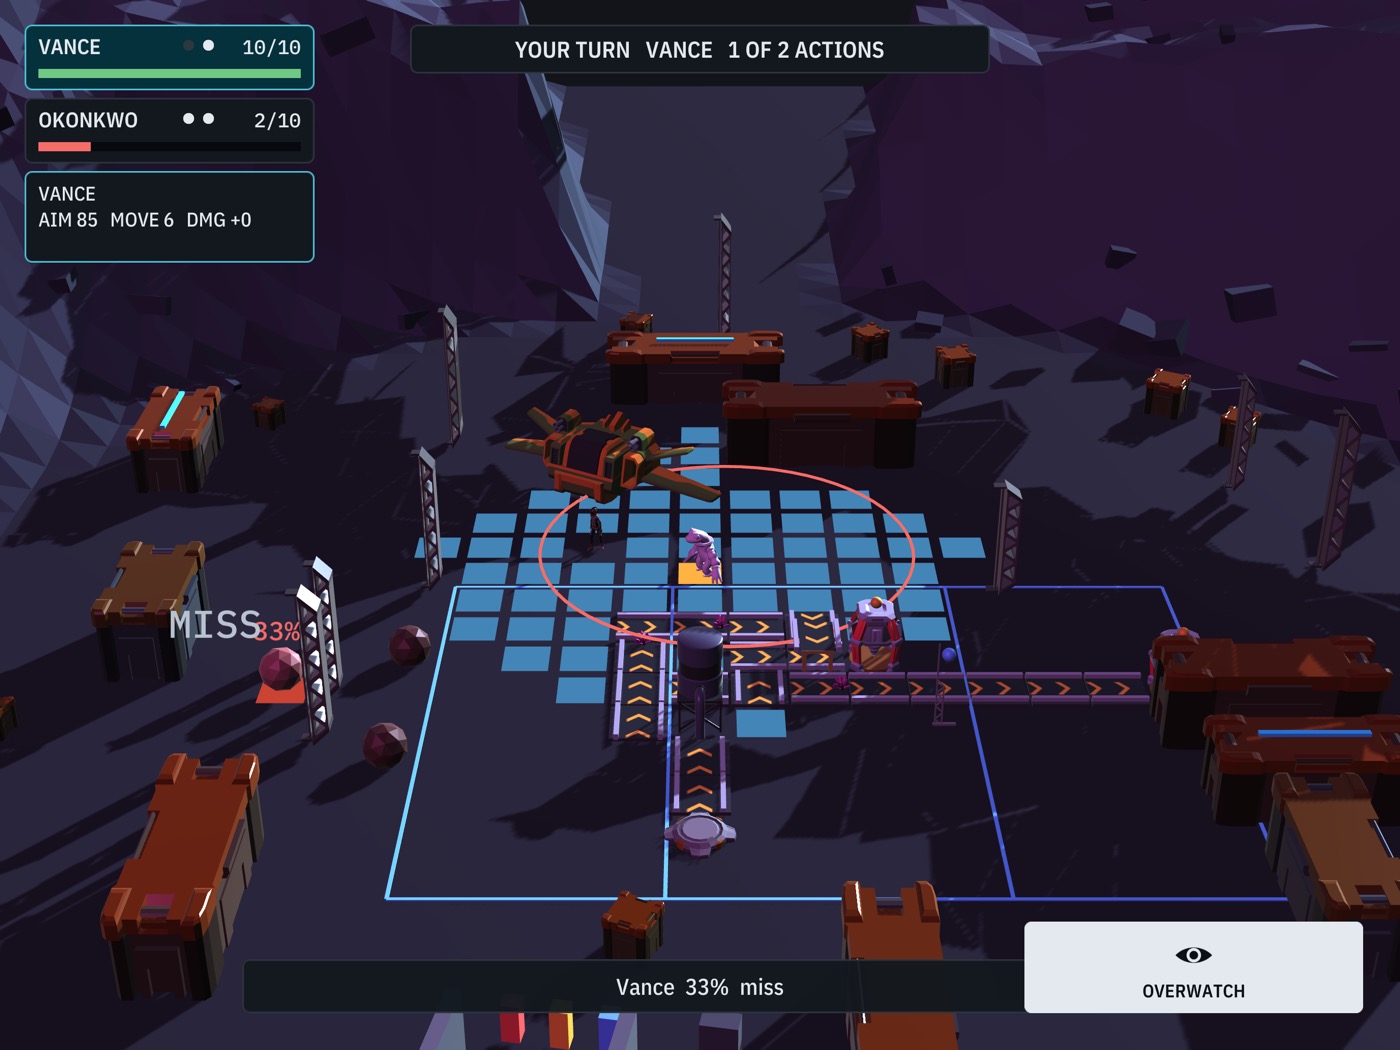 VANCE 10/10
YOUR TURN VANCE 1 OF 2 ACTIONS
OKONKWO 2/10
VANCE
AIM 85 MOVE 6 DMG +0
MISS
33%
Vance 33% miss
OVERWATCH